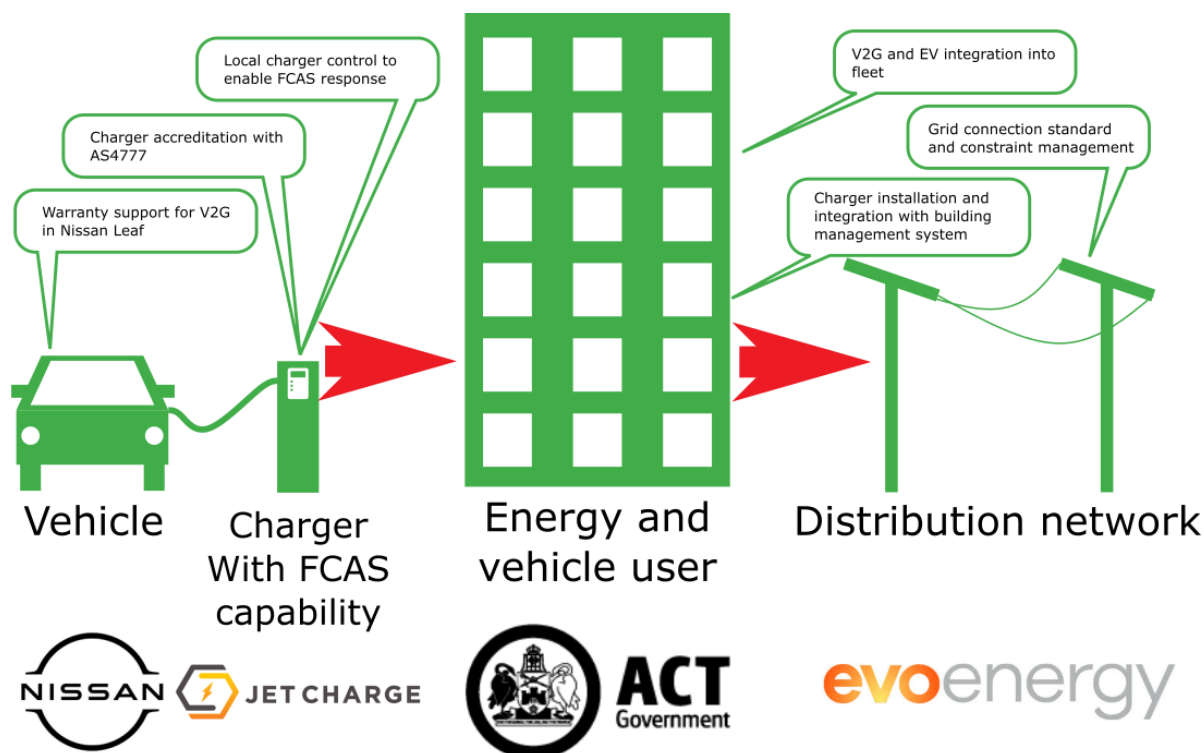 Local charger control to
enable FCAS response
V2G and EV integration into
fleet
Charger accreditation with
AS4777
Grid connection standard
and constraint management
Warranty support for V2G
in Nissan Leaf
Charger installation and
integration with building
management system
Vehicle
Charger
With FCAS
capability
Energy and
vehicle user
Distribution network
NISSAN
JET CHARGE
ACT
Government
evoenergy